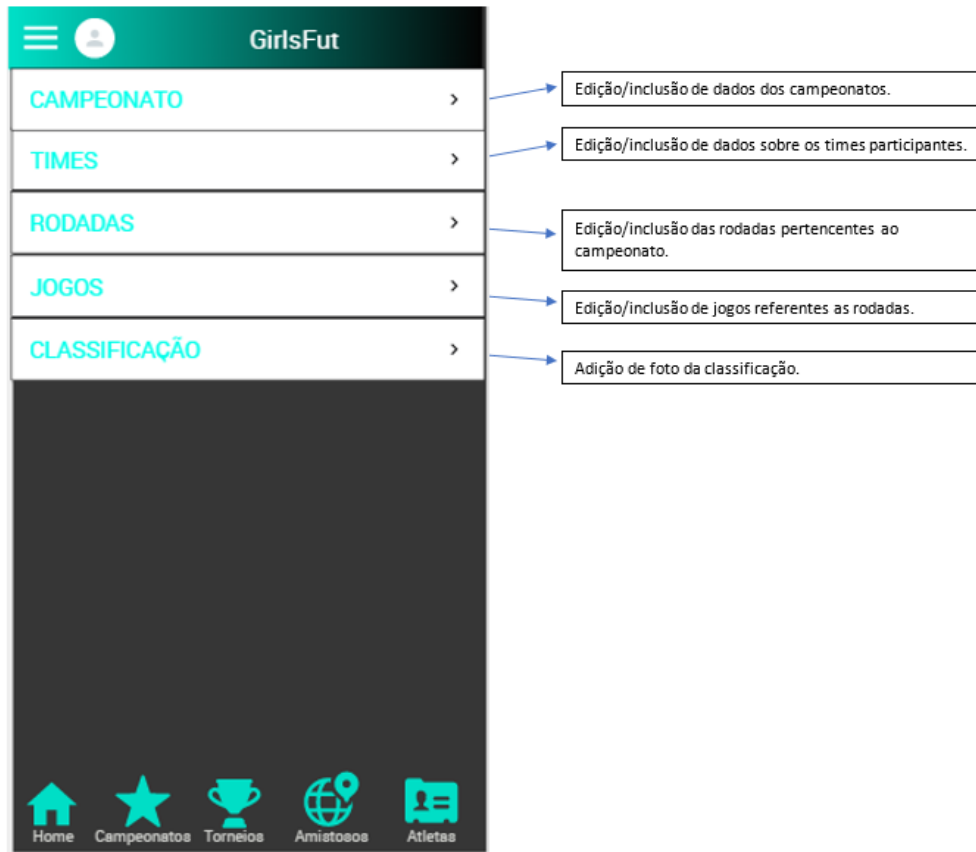 GirlsFut
CAMPEONATO
Edição/inclusão de dados dos campeonatos.
TIMES
Edição/inclusão de dados sobre os times participantes.
RODADAS
Edição/inclusão das rodadas pertencentes ao
campeonato.
JOGOS
Edição/inclusão de jogos referentes as rodadas.
CLASSIFICAÇÃO
Adição de foto da classificação.
Home Campeonatos Torneios Amistosos Atletas